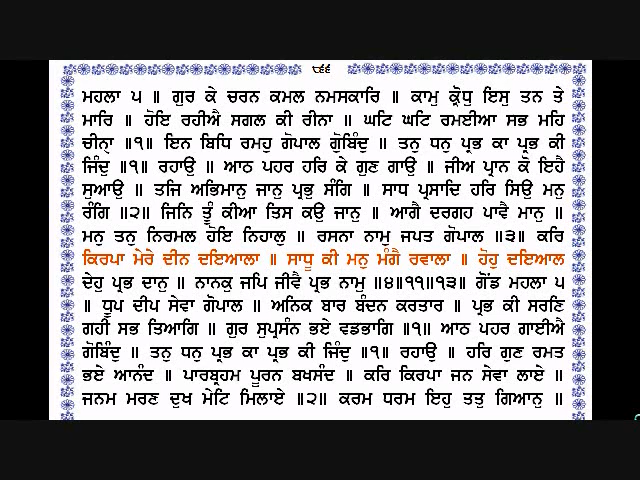 ੮੬੬
ਮਹਲਾ ੫ ॥ ਗੁਰ ਕੇ ਚਰਨ ਕਮਲ ਨਮਸਕਾਰਿ ॥ ਕਾਮੁ ਕ੍ਰੋਧੁ ਇਸੁ ਤਨ ਤੇ
ਮਾਰਿ ॥ ਹੋਇ ਰਹੀਐ ਸਗਲ ਕੀ ਰੀਨਾ ॥ ਘਟਿ ਘਟਿ ਰਮਈਆ ਸਭ ਮਹਿ
ਚੀਨਾ੍ ॥੧॥ ਇਨ ਬਿਧਿ ਰਮਹੁ ਗੋਪਾਲ ਗੋੁਬਿੰਦੁ ॥ ਤਨੁ ਧਨੁ ਪ੍ਰਭ ਕਾ ਪ੍ਰਭ ਕੀ
ਜਿੰਦੁ ॥੧॥ ਰਹਾਉ ॥ ਆਠ ਪਹਰ ਹਰਿ ਕੇ ਗੁਣ ਗਾਉ ॥ ਜੀਅ ਪ੍ਰਾਨ ਕੋ ਇਹੈ
ਸੁਆਉ ॥ ਤਜਿ ਅਭਿਮਾਨੁ ਜਾਨੁ ਪ੍ਰਭੁ ਸੰਗਿ ॥ ਸਾਧ ਪ੍ਰਸਾਦਿ ਹਰਿ ਸਿਉ ਮਨੁ
ਰੰਗਿ ॥੨॥ ਜਿਨਿ ਤੂੰ ਕੀਆ ਤਿਸ ਕਉ ਜਾਨੁ ॥ ਆਗੈ ਦਰਗਹ ਪਾਵੈ ਮਾਨੁ ॥
ਮਨੁ ਤਨੁ ਨਿਰਮਲ ਹੋਇ ਨਿਹਾਲੁ ॥ ਰਸਨਾ ਨਾਮੁ ਜਪਤ ਗੋਪਾਲ ॥੩॥ ਕਰਿ
ਕਿਰਪਾ ਮੇਰੇ ਦੀਨ ਦਇਆਲਾ ॥ ਸਾਧੂ ਕੀ ਮਨੁ ਮੰਗੈ ਰਵਾਲਾ ॥ ਹੋਹੁ ਦਇਆਲ
ਦੇਹੁ ਪ੍ਰਭ ਦਾਨੁ ॥ ਨਾਨਕੁ ਜਪਿ ਜੀਵੈ ਪ੍ਰਭ ਨਾਮੁ ॥੪॥੧੧॥੧੩॥ ਗੋਂਡ ਮਹਲਾ ੫
॥ ਧੂਪ ਦੀਪ ਸੇਵਾ ਗੋਪਾਲ ॥ ਅਨਿਕ ਬਾਰ ਬੰਦਨ ਕਰਤਾਰ ॥ ਪ੍ਰਭ ਕੀ ਸਰਣਿ
ਗਹੀ ਸਭ ਤਿਆਗਿ ॥ ਗੁਰ ਸੁਪ੍ਰਸੰਨ ਭਏ ਵਡਭਾਗਿ ॥੧॥ ਆਠ ਪਹਰ ਗਾਈਐ
ਗੋਬਿੰਦੁ ॥ ਤਨੁ ਧਨੁ ਪ੍ਰਭ ਕਾ ਪ੍ਰਭ ਕੀ ਜਿੰਦੁ ॥੧॥ ਰਹਾਉ ॥ ਹਰਿ ਗੁਣ ਰਮਤ
ਭਏ ਆਨੰਦ ॥ ਪਾਰਬ੍ਰਹਮ ਪੂਰਨ ਬਖਸੰਦ ॥ ਕਰਿ ਕਿਰਪਾ ਜਨ ਸੇਵਾ ਲਾਏ ॥
ਜਨਮ ਮਰਣ ਦੁਖ ਮੇਟਿ ਮਿਲਾਏ ॥੨॥ ਕਰਮ ਧਰਮ ਇਹੁ ਤਤੁ ਗਿਆਨੁ ॥